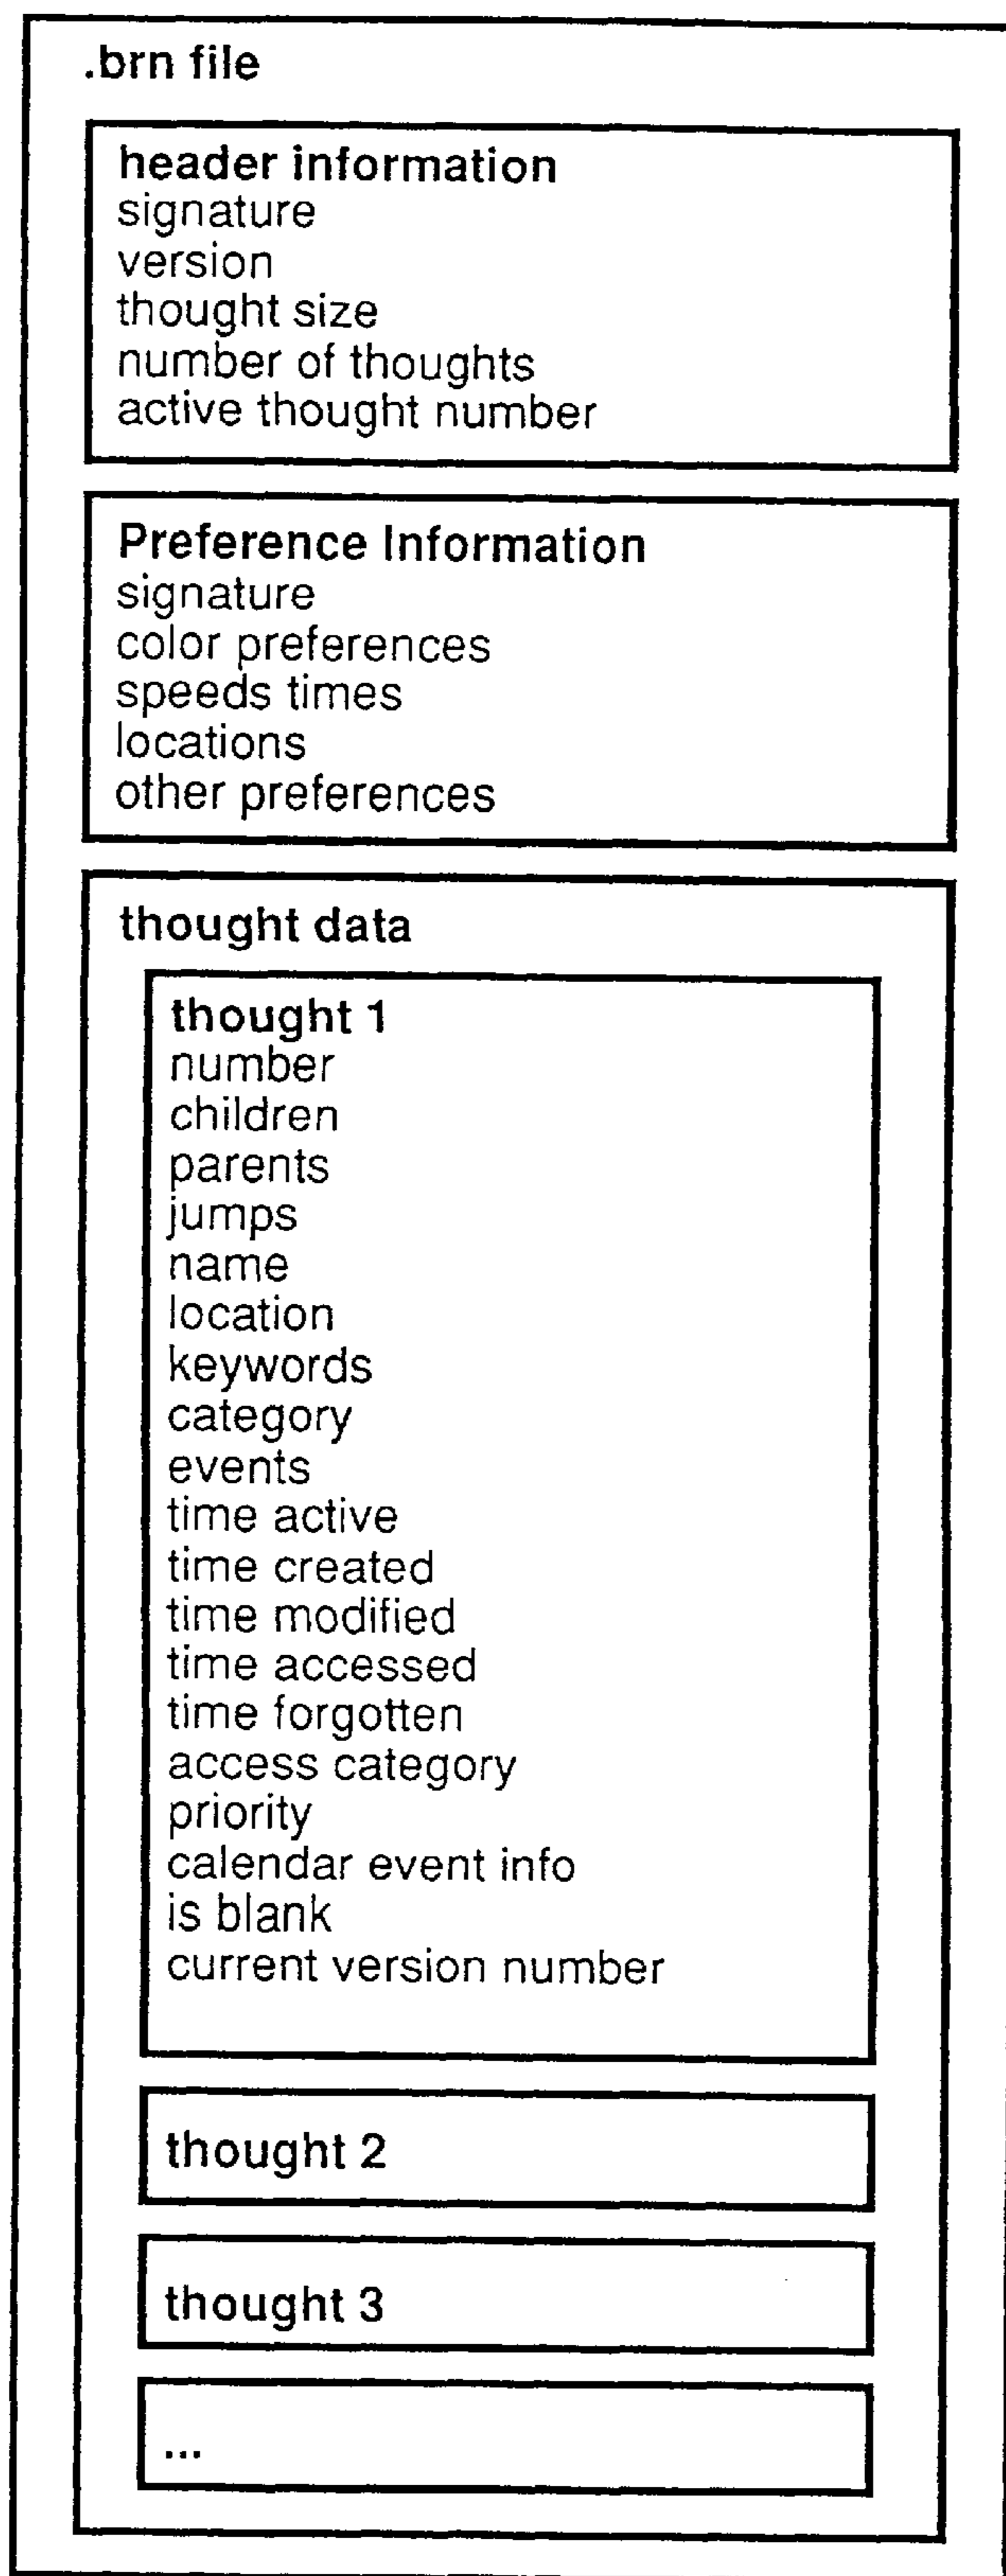 .brn file
header information
signature
version
thought size
number of thoughts
active thought number
Preference Information
signature
color preferences
speeds times
locations
other preferences
thought data
thought 1
number
children
parents
jumps
name
location
keywords
category
events
time active
time created
time modified
time accessed
time forgotten
access category
priority
calendar event info
is blank
current version number
thought 2
thought 3
...